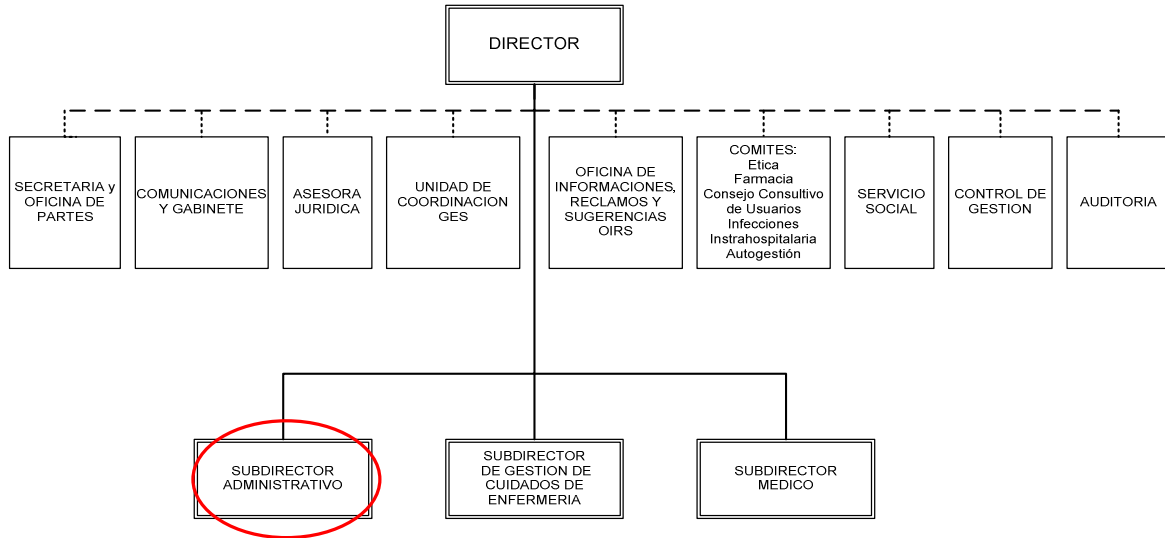 DIRECTOR
SECRETARIA y
OFICINA DE
PARTES
COMUNICACIONES
Y GABINETE
ASESORA
JURIDICA
UNIDAD DE
COORDINACION
GES
OFICINA DE
INFORMACIONES,
RECLAMOS Y
SUGERENCIAS
OIRS
COMITES:
Etica
Farmacia
Consejo Consultivo
de Usuarios
Infecciones
Instrahospitalaria
Autogestión
SERVICIO
SOCIAL
CONTROL DE
GESTION
AUDITORIA
SUBDIRECTOR
ADMINISTRATIVO
SUBDIRECTOR
DE GESTION DE
CUIDADOS DE
ENFERMERIA
SUBDIRECTOR
MEDICO